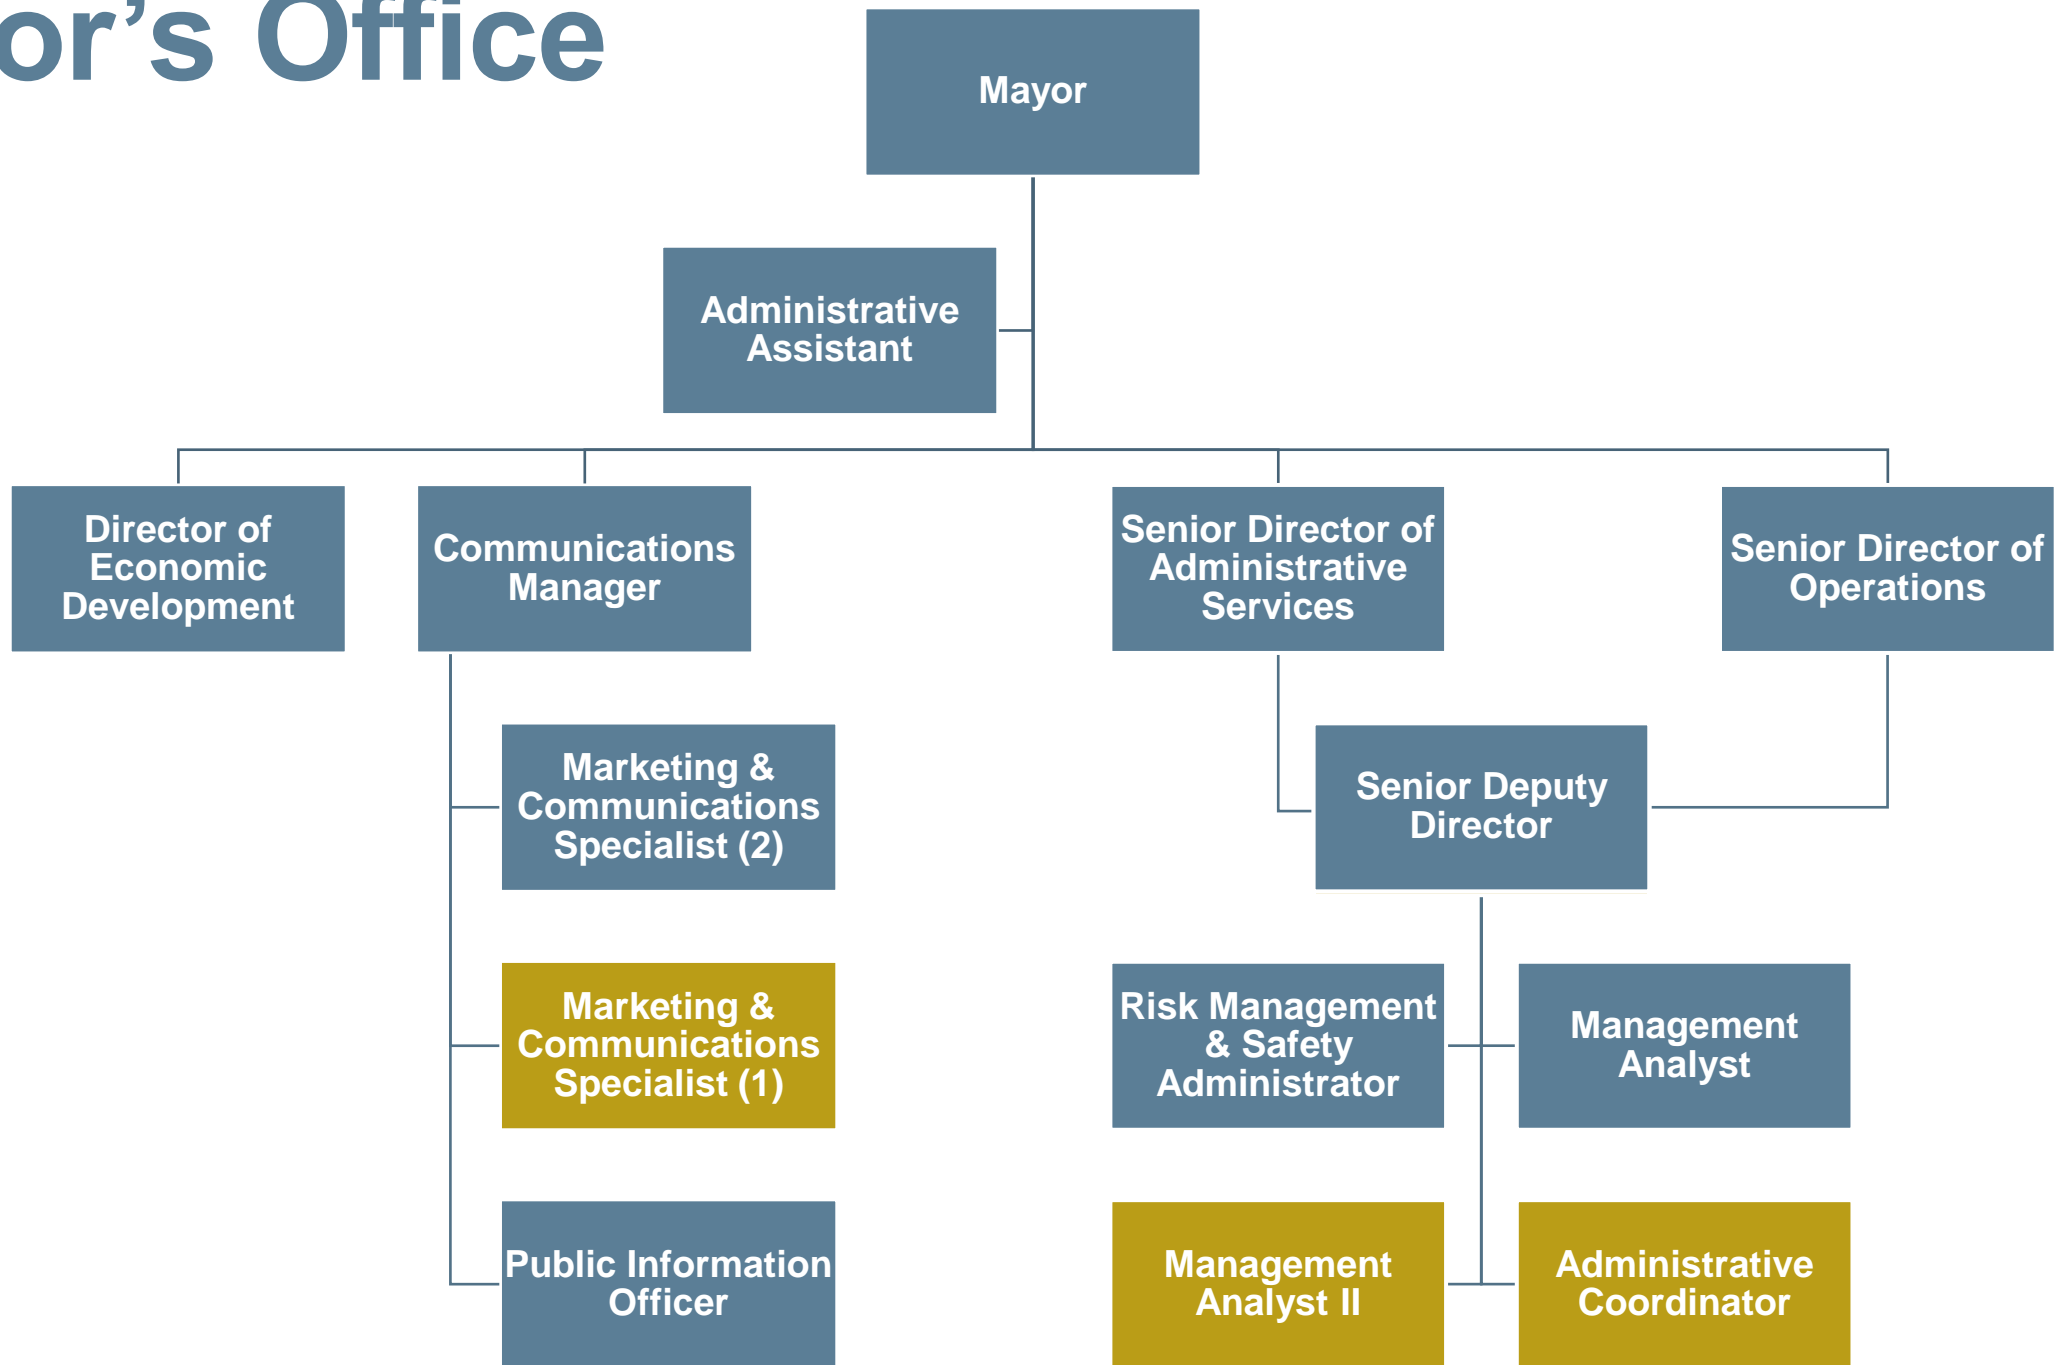 or’s Office
Mayor
Administrative
Assistant
Director of
Economic
Development
Communications
Manager
Senior Director of
Administrative
Services
Senior Director of
Operations
Marketing &
Communications
Specialist (2)
Senior Deputy
Director
Marketing &
Communications
Specialist (1)
Risk Management
& Safety
Administrator
Management
Analyst
Public Information
Officer
Management
Analyst II
Administrative
Coordinator